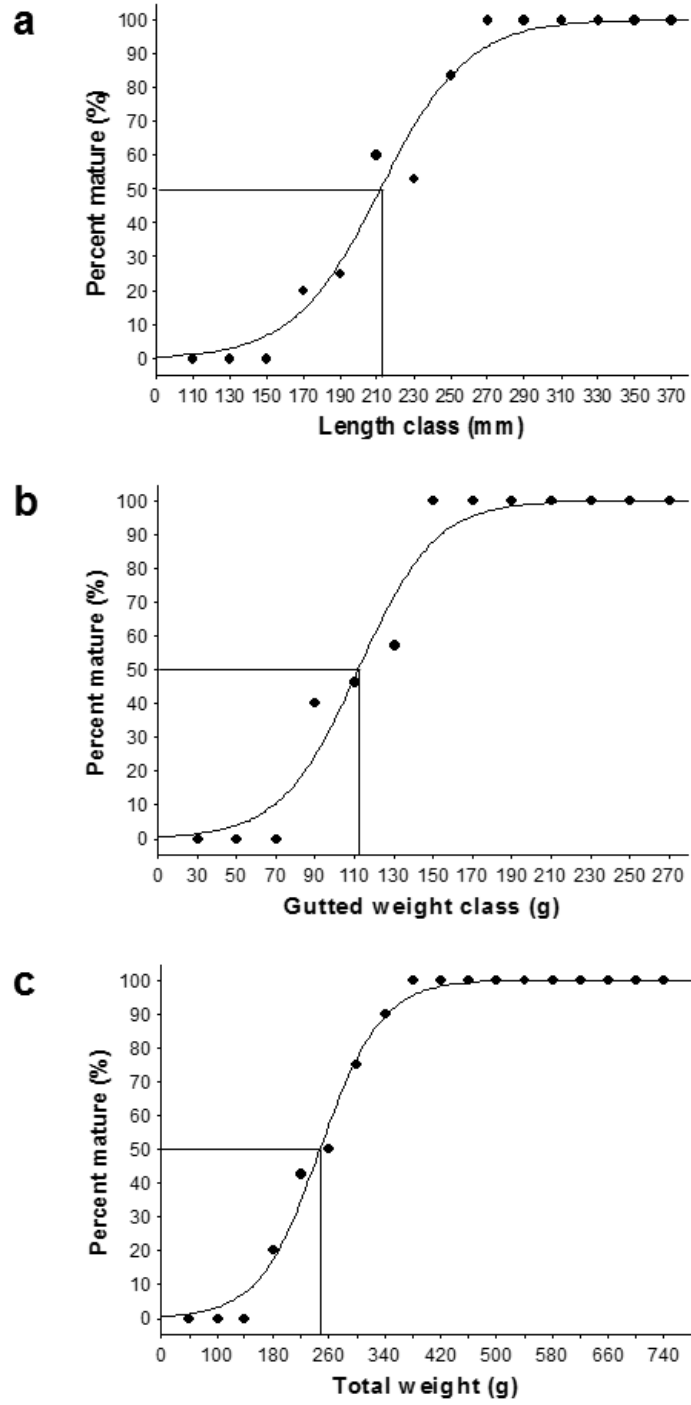 a
Percent mature (%)
100
90
80
70
60
50
40
30
20
10
0
0 110 130 150 170 190 210 230 250 270 290 310 330 350 370
Length class (mm)
b
Percent mature (%)
100
90
80
70
60
50
40
30
20
10
0
0 30 50 70 90 110 130 150 170 190 210 230 250 270
Gutted weight class (g)
c
Percent mature (%)
100
90
80
70
60
50
40
30
20
10
0
0 100 180 260 340 420 500 580 660 740
Total weight (g)